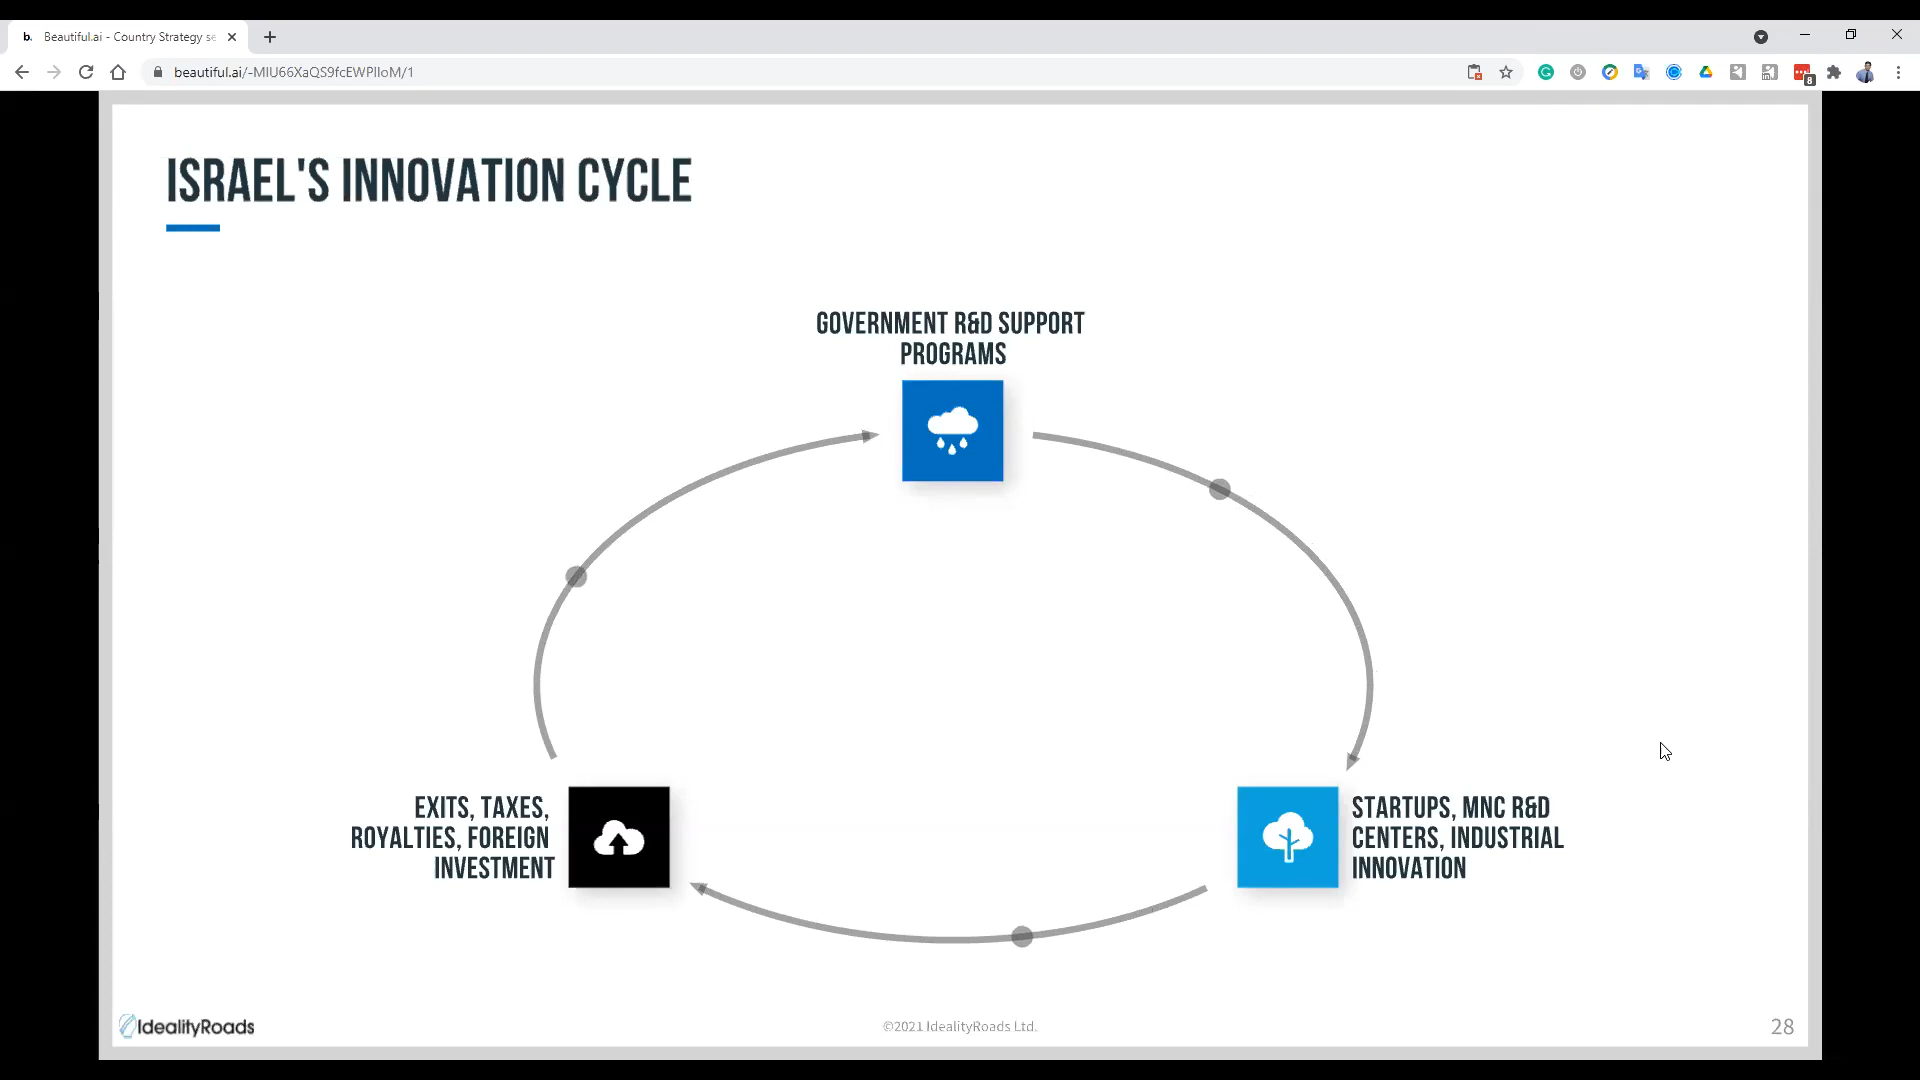 b. Beautiful.ai - Country Strategy se
beautiful.ai/-MIU66XaQS9fcEWPIloM/1
8
ISRAEL'S INNOVATION CYCLE
GOVERNMENT R&D SUPPORT
PROGRAMS
EXITS, TAXES,
ROYALTIES, FOREIGN
INVESTMENT
STARTUPS, MNC R&D
CENTERS, INDUSTRIAL
INNOVATION
IdealityRoads
©2021 IdealityRoads Ltd.
28